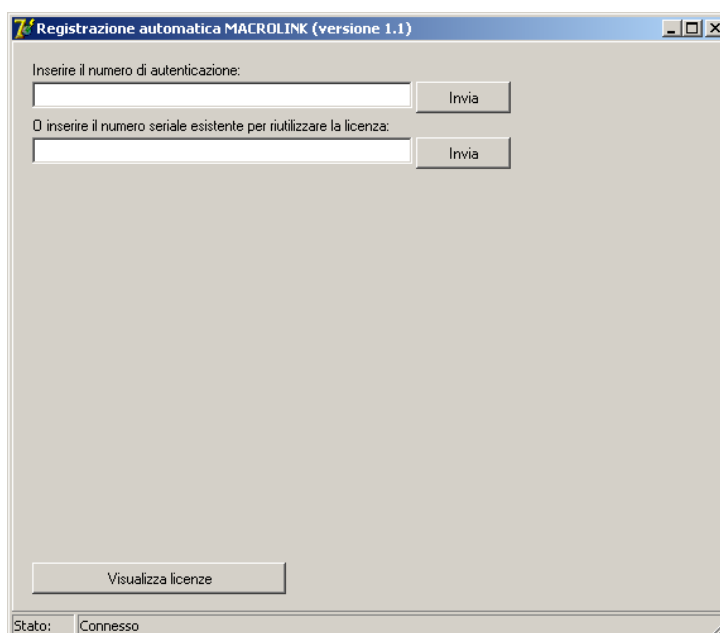 Registrazione automatica MACROLINK (versione 1.1)
Inserire il numero di autenticazione:
Invia
O inserire il numero seriale esistente per riutilizzare la licenza:
Invia
Visualizza licenze
Stato: Connesso